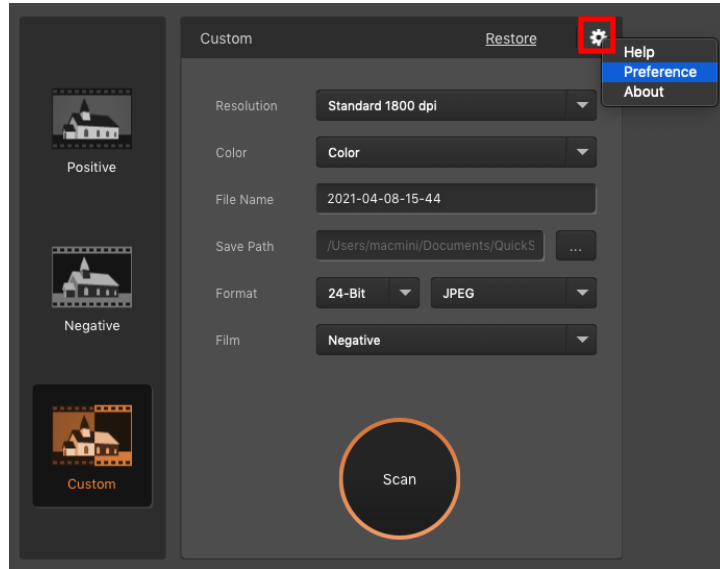 Custom
Restore
Help
Preference
About
Resolution
Standard 1800 dpi
Color
Color
File Name
2021-04-08-15-44
Save Path
/Users/macmini/Documents/QuickS
...
Format
24-Bit
JPEG
Film
Negative
Positive
Negative
Custom
Scan